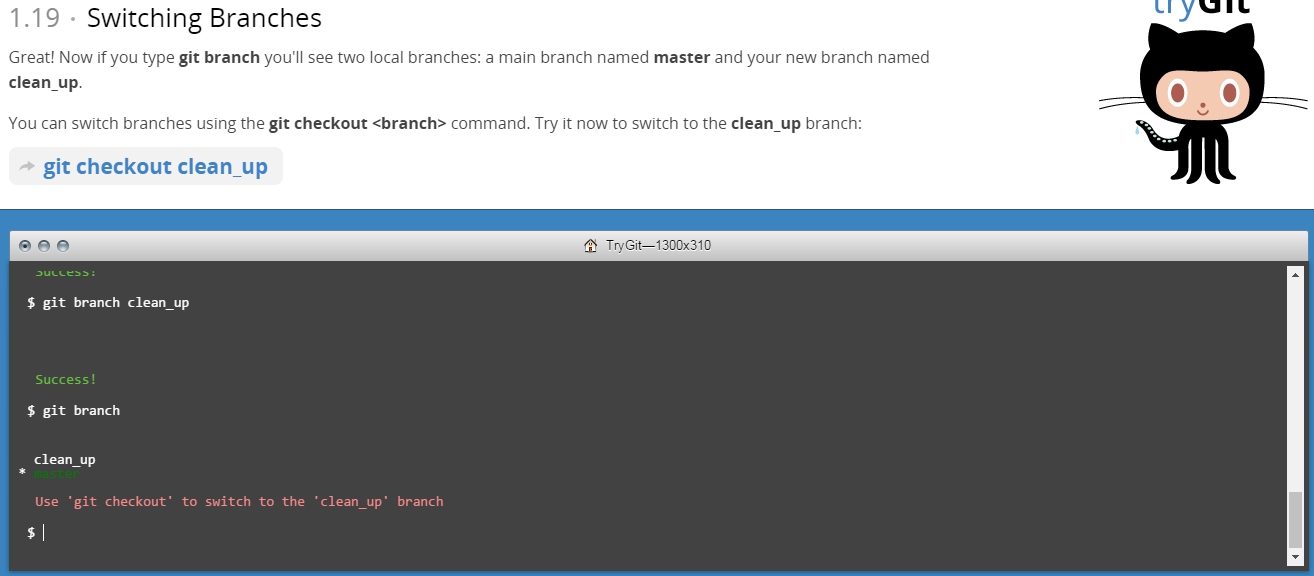 tryGit
1.19 · Switching Branches
Great! Now if you type git branch you'll see two local branches: a main branch named master and your new branch named
clean_up.
You can switch branches using the git checkout <branch> command. Try it now to switch to the clean_up branch:
git checkout clean_up
TryGit—1300x310
Success!
$ git branch clean_up
Success!
$ git branch
clean_up
* master
Use 'git checkout' to switch to the 'clean_up' branch
$